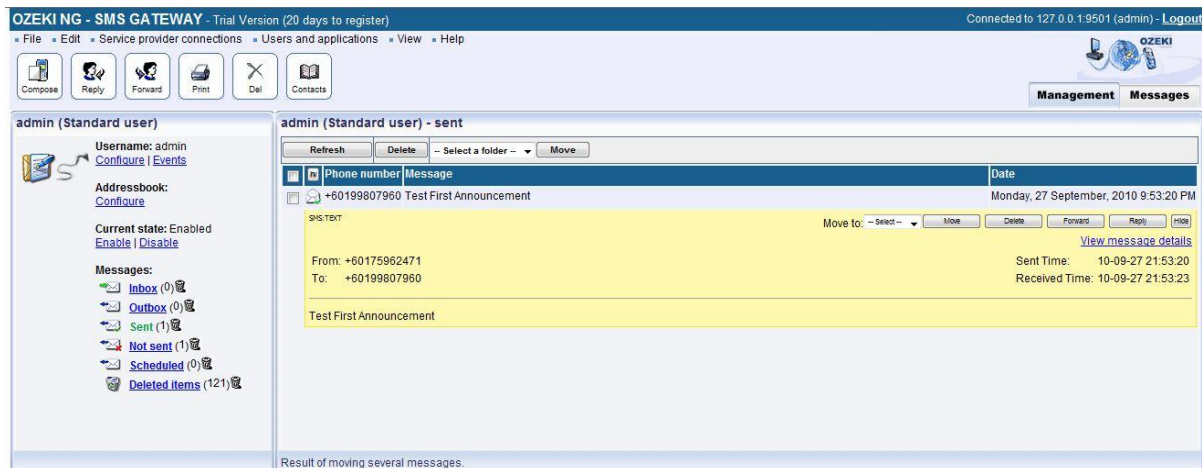 OZEKI NG - SMS GATEWAY - Trial Version (20 days to register) Connected to 127.0.0.1:9501 (admin) - Logout
File Edit Service provider connections Users and applications View Help
OZEKI
Compose Reply Forward Print Del Contacts
Management Messages
admin (Standard user)
Username: admin
Configure | Events
Addressbook:
Configure
Current state: Enabled
Enable | Disable
Messages:
Inbox (0)
Outbox (0)
Sent (1)
Not sent (1)
Scheduled (0)
Deleted items (121)
admin (Standard user) - sent
Refresh Delete -- Select a folder -- Move
Phone number Message Date
+60199807960 Test First Announcement Monday, 27 September, 2010 9:53:20 PM
SMS:TEXT Move to: -- Select -- Move Delete Forward Reply Hide
View message details
From: +60175962471 Sent Time: 10-09-27 21:53:20
To: +60199807960 Received Time: 10-09-27 21:53:23
Test First Announcement
Result of moving several messages.